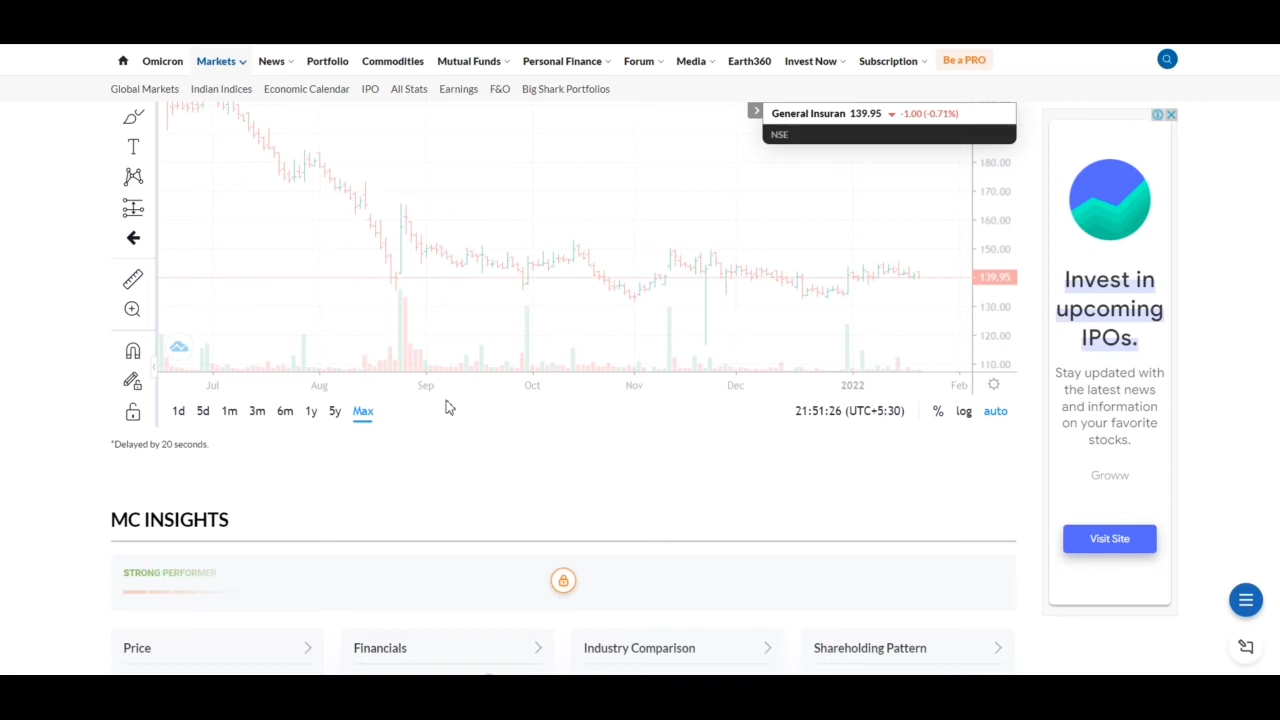 Omicron Markets News Portfolio Commodities Mutual Funds Personal Finance Forum Media Earth360 Invest Now Subscription Be a PRO
Global Markets Indian Indices Economic Calendar IPO All Stats Earnings F&O Big Shark Portfolios
General Insuran 139.95 -1.00 (-0.71%)
NSE
180.00
170.00
160.00
150.00
139.95
130.00
120.00
110.00
Jul Aug Sep Oct Nov Dec 2022 Feb
1d 5d 1m 3m 6m 1y 5y Max 21:51:26 (UTC+5:30) % log auto
*Delayed by 20 seconds.
MC INSIGHTS
STRONG PERFORMER
Price Financials Industry Comparison Shareholding Pattern
Invest in
upcoming
IPOs.
Stay updated with
the latest news
and information
on your favorite
stocks.
Groww
Visit Site